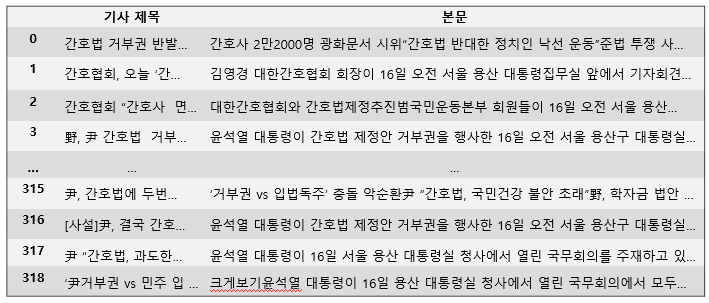 기사 제목 본문
0 간호법 거부권 반발... 간호사 2만2000명 광화문서 시위“간호법 반대한 정치인 낙선 운동”준법 투쟁 사...
1 간호협회, 오늘 ‘간... 김영경 대한간호협회 회장이 16일 오전 서울 용산 대통령집무실 앞에서 기자회견...
2 간호협회 “간호사 면... 대한간호협회와 간호법제정추진범국민운동본부 회원들이 16일 오전 서울 용산...
3 野, 尹 간호법 거부... 윤석열 대통령이 간호법 제정안 거부권을 행사한 16일 오전 서울 용산구 대통령실...
... ... ...
315 尹, 간호법에 두번... ‘거부권 vs 입법독주’ 충돌 악순환尹 “간호법, 국민건강 불안 초래”野, 학자금 법안 ...
316 [사설]尹, 결국 간호... 윤석열 대통령이 간호법 제정안 거부권을 행사한 16일 오전 서울 용산구 대통령실...
317 尹 “간호법, 과도한... 윤석열 대통령이 16일 서울 용산 대통령실 청사에서 열린 국무회의를 주재하고 있...
318 ‘尹거부권 vs 민주 입 ... 크게보기윤석열 대통령이 16일 용산 대통령실 청사에서 열린 국무회의에서 모두...